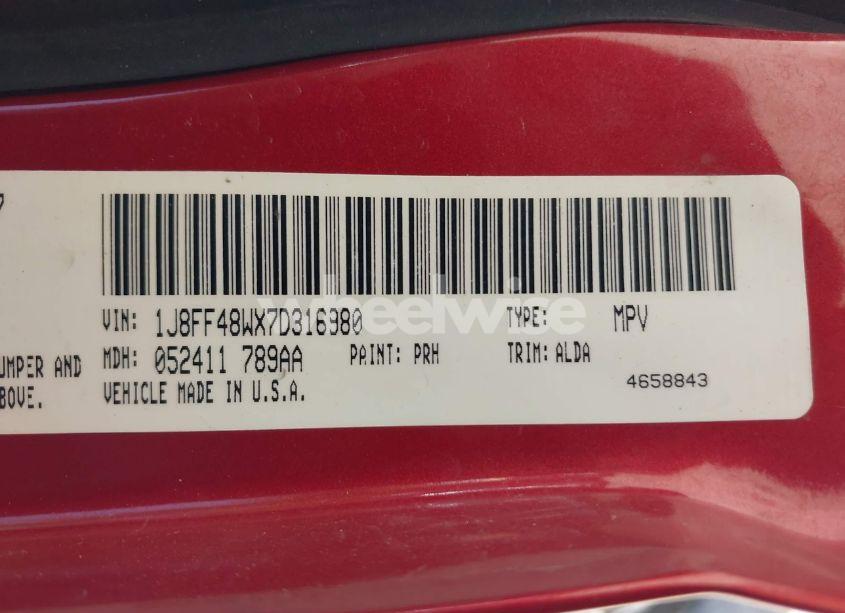 7
VIN: 1J8FF48WX7D316980 TYPE: MPV
MDH: 052411 789AA PAINT: PRH TRIM: ALDA
UMPER AND
VEHICLE MADE IN U.S.A. 4658843
BOVE.
wheelwise